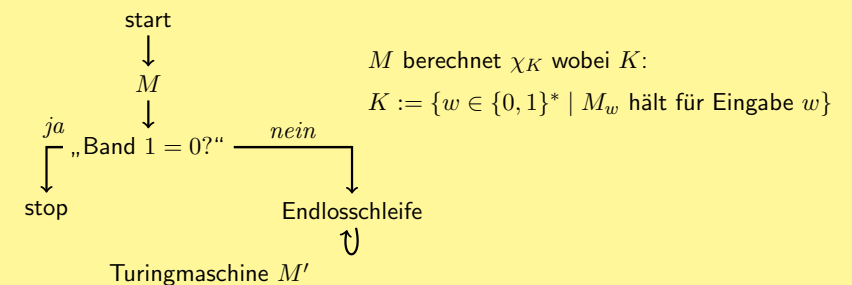 start
M
M berechnet χ_K wobei K:
K := {w ∈ {0, 1}* | M_w hält für Eingabe w}
ja
„Band 1 = 0?“
nein
stop
Endlosschleife
Turingmaschine M′